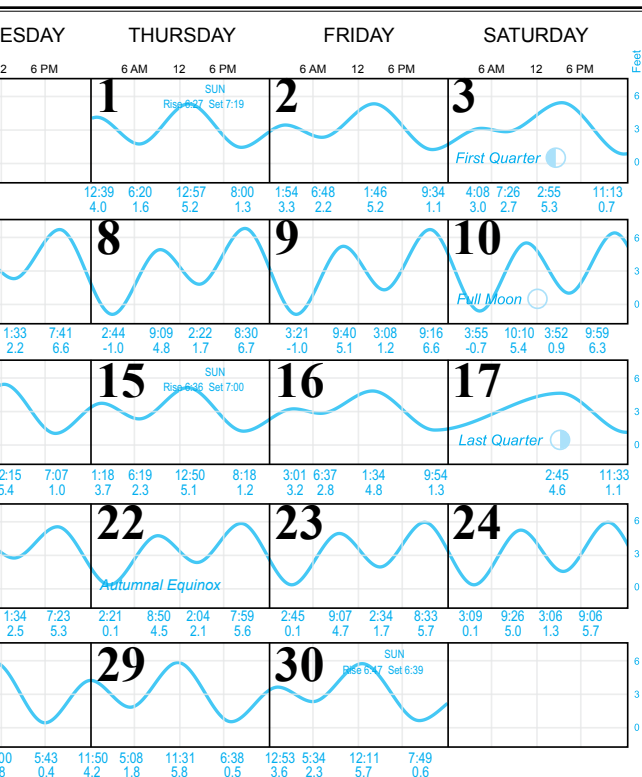 ESDAY THURSDAY FRIDAY SATURDAY
2 6 PM 6 AM 12 6 PM 6 AM 12 6 PM 6 AM 12 6 PM
Feet
1 SUN 2 3
Rise 6:27 Set 7:19
First Quarter
6
3
0
12:39 6:20 12:57 8:00 1:54 6:48 1:46 9:34 4:08 7:26 2:55 11:13
4.0 1.6 5.2 1.3 3.3 2.2 5.2 1.1 3.0 2.7 5.3 0.7
8 9 10
Full Moon
6
3
0
1:33 7:41 2:44 9:09 2:22 8:30 3:21 9:40 3:08 9:16 3:55 10:10 3:52 9:59
2.2 6.6 -1.0 4.8 1.7 6.7 -1.0 5.1 1.2 6.6 -0.7 5.4 0.9 6.3
15 SUN 16 17
Rise 6:36 Set 7:00
Last Quarter
6
3
0
2:15 7:07 1:18 6:19 12:50 8:18 3:01 6:37 1:34 9:54 2:45 11:33
5.4 1.0 3.7 2.3 5.1 1.2 3.2 2.8 4.8 1.3 4.6 1.1
22 23 24
Autumnal Equinox
6
3
0
1:34 7:23 2:21 8:50 2:04 7:59 2:45 9:07 2:34 8:33 3:09 9:26 3:06 9:06
2.5 5.3 0.1 4.5 2.1 5.6 0.1 4.7 1.7 5.7 0.1 5.0 1.3 5.7
29 30 SUN
Rise 6:47 Set 6:39
6
3
0
00 5:43 11:50 5:08 11:31 6:38 12:53 5:34 12:11 7:49
8 0.4 4.2 1.8 5.8 0.5 3.6 2.3 5.7 0.6